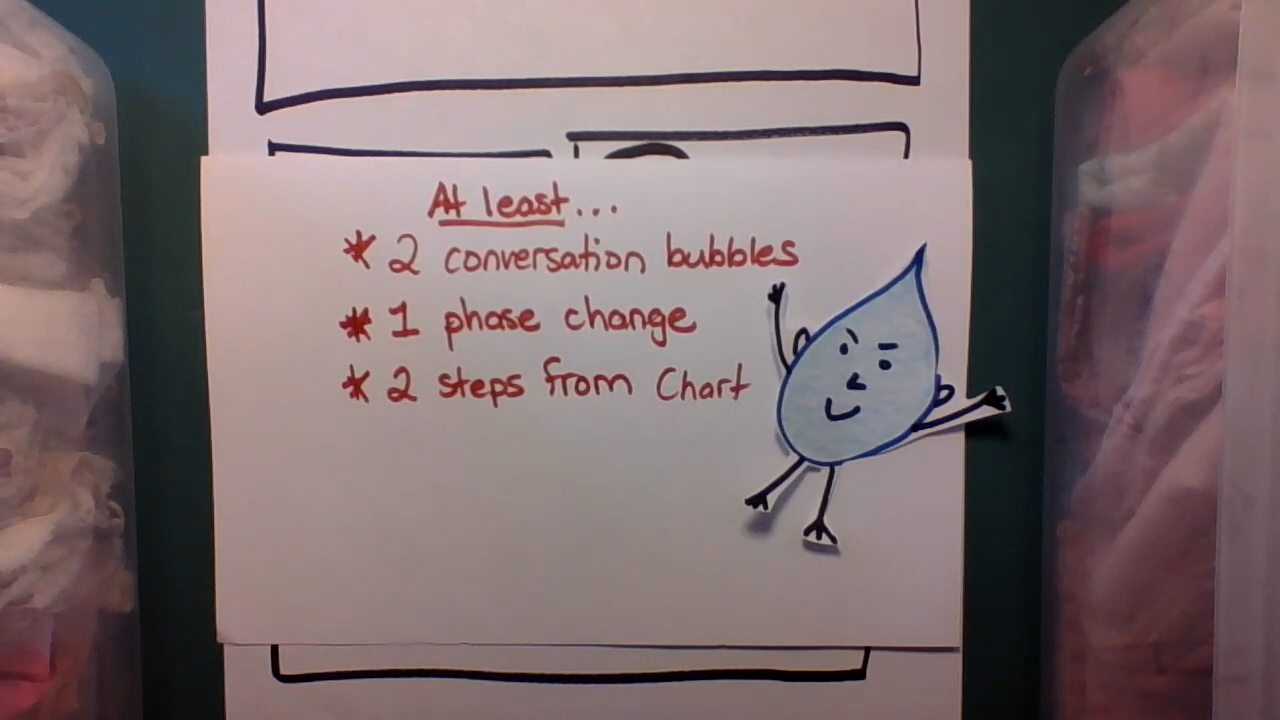 At least...
* 2 conversation bubbles
* 1 phase change
* 2 steps from Chart